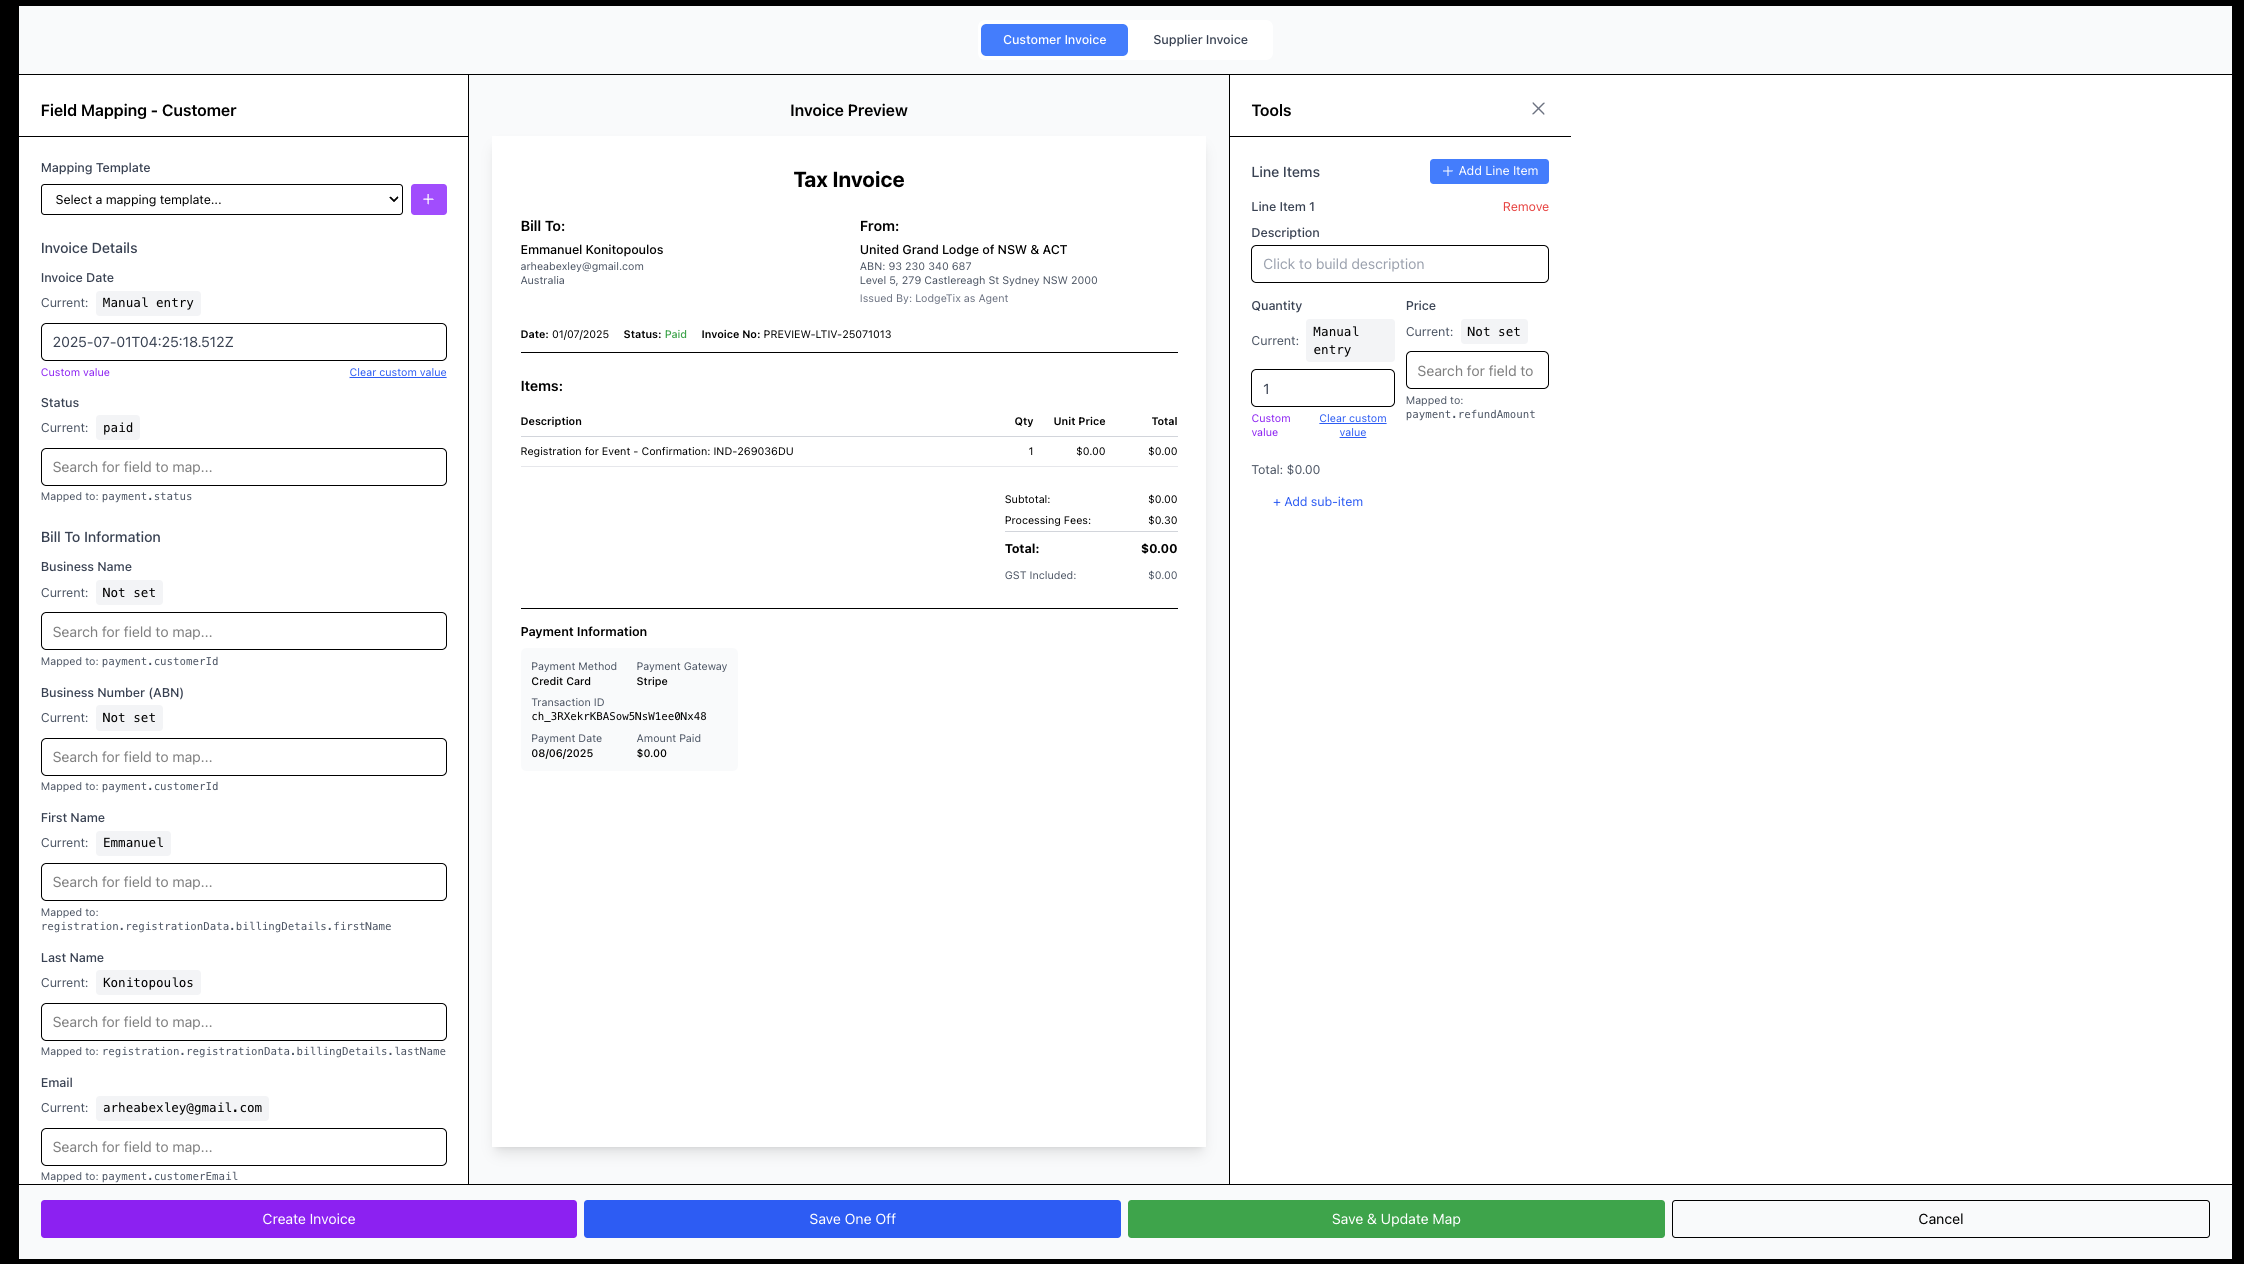 Customer Invoice
Supplier Invoice
Field Mapping - Customer
Mapping Template
Select a mapping template...
+
Invoice Details
Invoice Date
Current: Manual entry
2025-07-01T04:25:18.512Z
Custom value
Clear custom value
Status
Current: paid
Search for field to map...
Mapped to: payment.status
Bill To Information
Business Name
Current: Not set
Search for field to map...
Mapped to: payment.customerId
Business Number (ABN)
Current: Not set
Search for field to map...
Mapped to: payment.customerId
First Name
Current: Emmanuel
Search for field to map...
Mapped to:
registration.registrationData.billingDetails.firstName
Last Name
Current: Konitopoulos
Search for field to map...
Mapped to: registration.registrationData.billingDetails.lastName
Email
Current: arheabexley@gmail.com
Search for field to map...
Mapped to: payment.customerEmail
Invoice Preview
Tax Invoice
Bill To:
Emmanuel Konitopoulos
arheabexley@gmail.com
Australia
From:
United Grand Lodge of NSW & ACT
ABN: 93 230 340 687
Level 5, 279 Castlereagh St Sydney NSW 2000
Issued By: LodgeTix as Agent
Date: 01/07/2025 Status: Paid Invoice No: PREVIEW-LTIV-25071013
Items:
Description Qty Unit Price Total
Registration for Event - Confirmation: IND-269036DU 1 $0.00 $0.00
Subtotal: $0.00
Processing Fees: $0.30
Total: $0.00
GST Included: $0.00
Payment Information
Payment Method Payment Gateway
Credit Card Stripe
Transaction ID
ch_3RXekrKBASow5NsW1ee0Nx48
Payment Date Amount Paid
08/06/2025 $0.00
Tools
Line Items
+ Add Line Item
Line Item 1
Remove
Description
Click to build description
Quantity
Current: Manual
entry
1
Custom
value
Clear custom
value
Price
Current: Not set
Search for field to
Mapped to:
payment.refundAmount
Total: $0.00
+ Add sub-item
Create Invoice
Save One Off
Save & Update Map
Cancel